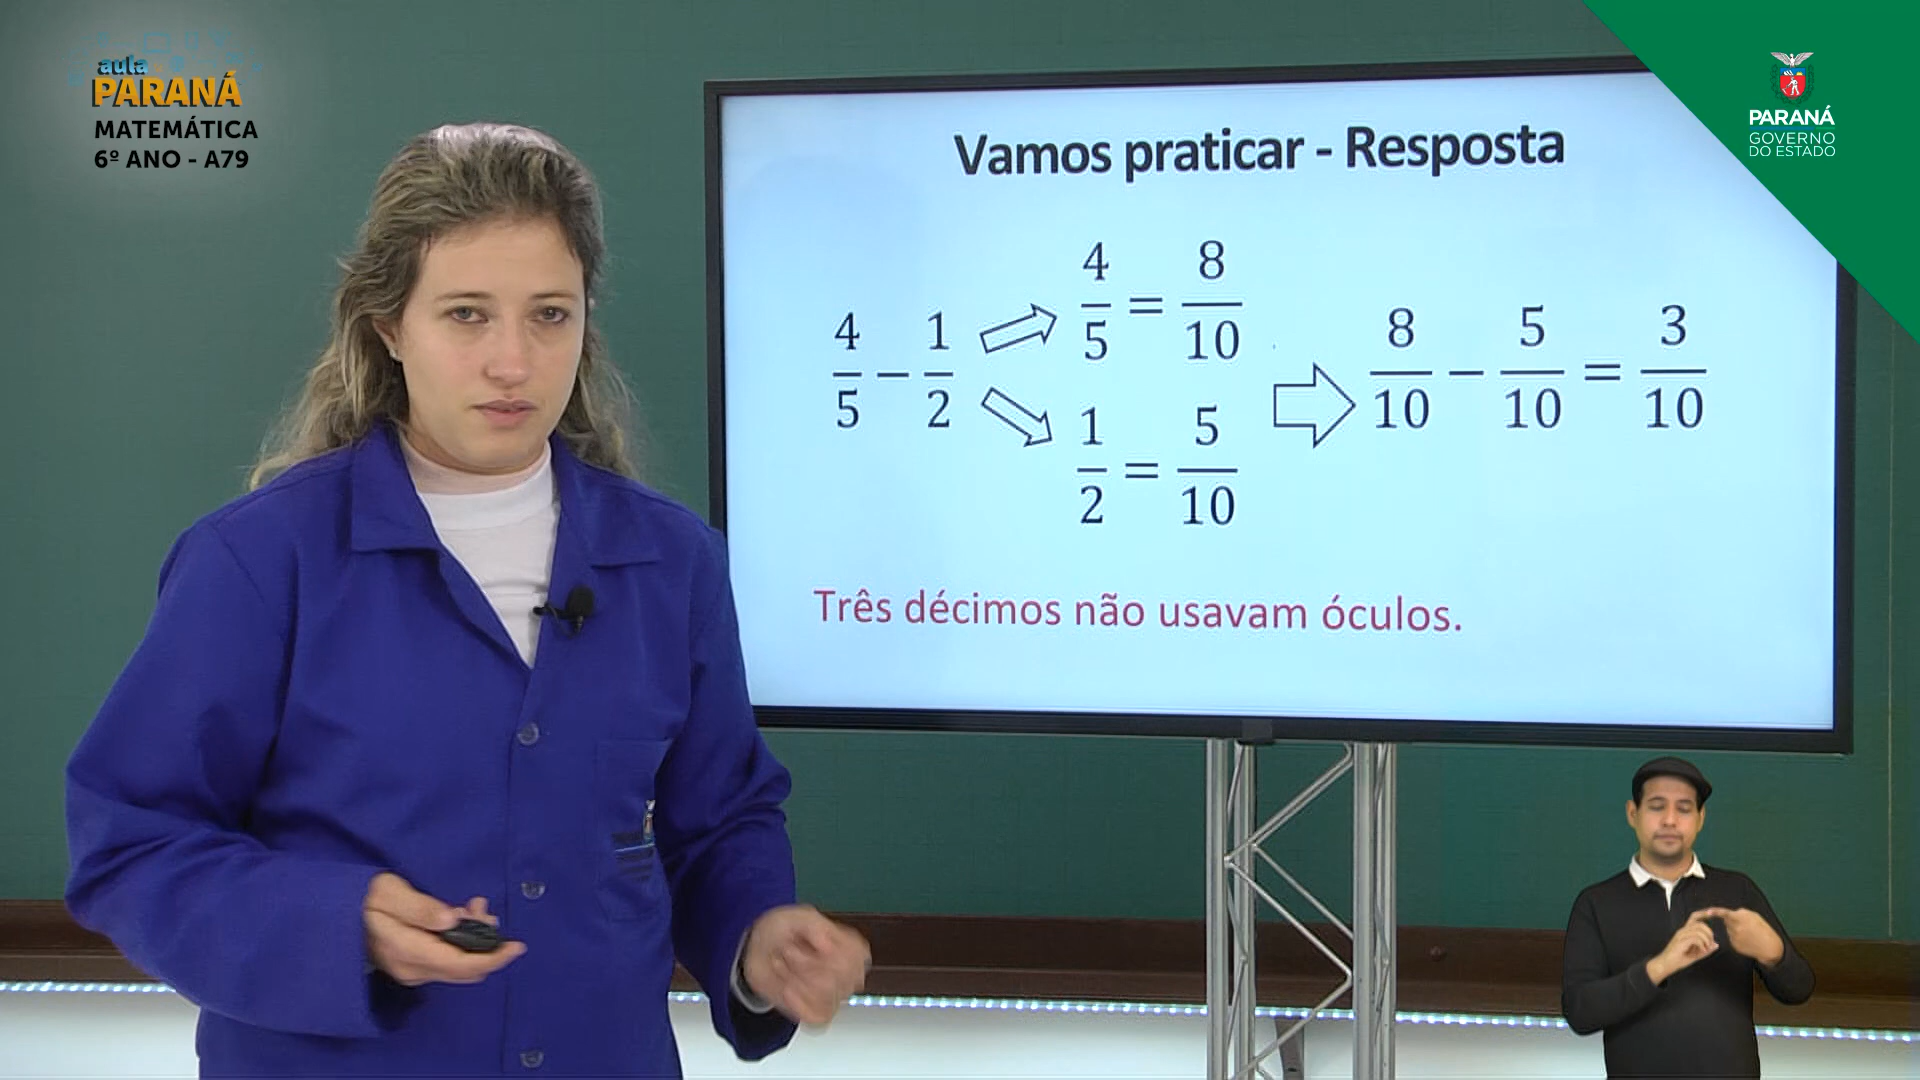 aula
PARANÁ
MATEMÁTICA
6º ANO - A79
PARANÁ
GOVERNO
DO ESTADO
Vamos praticar - Resposta
4/5 − 1/2
4/5 = 8/10
1/2 = 5/10
8/10 − 5/10 = 3/10
Três décimos não usavam óculos.